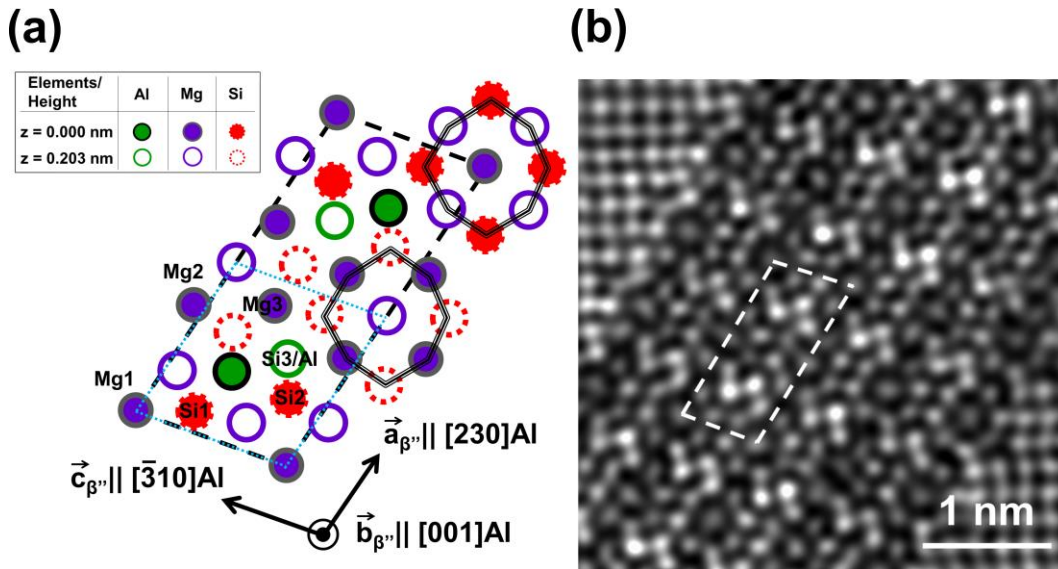 (a)
(b)
Elements/ Al Mg Si
Height
z = 0.000 nm
z = 0.203 nm
Mg2
Mg3
Si3/Al
Mg1
Si1
Si2
a⃗β”|| [230]Al
c⃗β”|| [3̄10]Al
b⃗β”|| [001]Al
1 nm